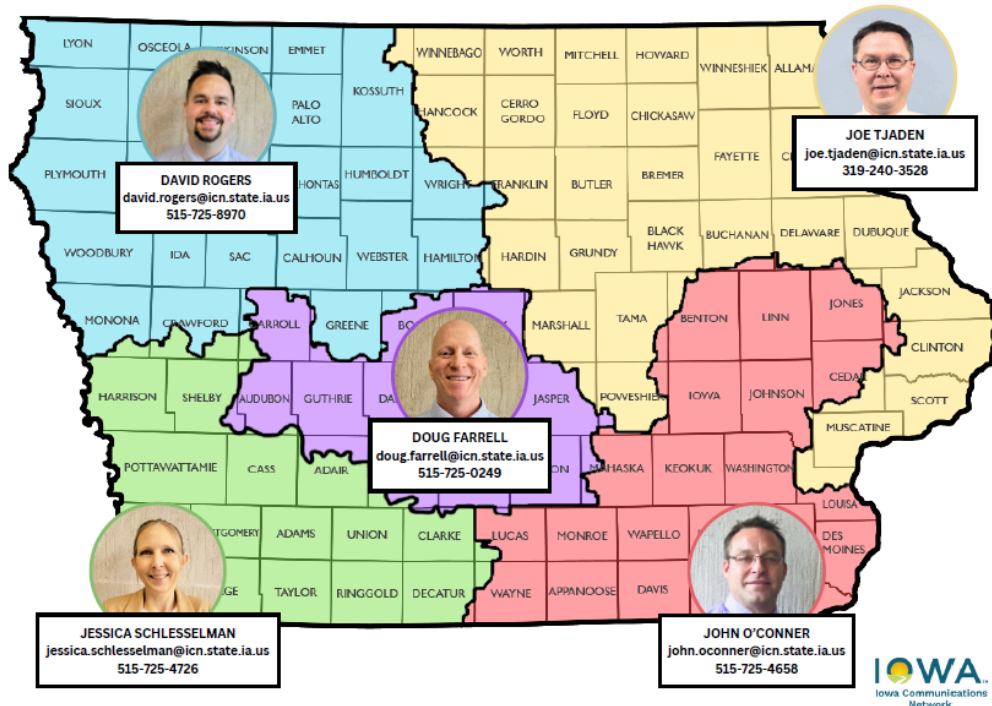 LYON
OSCEOLA
EMMET
WINNEBAGO
WORTH
MITCHELL
HOWARD
WINNESHIEK
KOSSUTH
SIOUX
PALO
ALTO
HANCOCK
CERRO
GORDO
FLOYD
CHICKASAW
JOE TJADEN
joe.tjaden@icn.state.ia.us
319-240-3528
PLYMOUTH
DAVID ROGERS
david.rogers@icn.state.ia.us
515-725-8970
HUMBOLDT
WRIGHT
FRANKLIN
BUTLER
BREMER
FAYETTE
WOODBURY
IDA
SAC
CALHOUN
WEBSTER
HAMILTON
HARDIN
GRUNDY
BLACK
HAWK
BUCHANAN
DELAWARE
DUBUQUE
MONONA
CRAWFORD
CARROLL
GREENE
MARSHALL
TAMA
BENTON
LINN
JONES
JACKSON
CLINTON
HARRISON
SHELBY
AUDUBON
GUTHRIE
JASPER
POWESHIEK
IOWA
JOHNSON
CEDAR
SCOTT
MUSCATINE
DOUG FARRELL
doug.farrell@icn.state.ia.us
515-725-0249
POTTAWATTAMIE
CASS
ADAIR
MAHASKA
KEOKUK
WASHINGTON
LOUISA
ADAMS
UNION
CLARKE
LUCAS
MONROE
WAPELLO
DES
MOINES
TAYLOR
RINGGOLD
DECATUR
WAYNE
APPANOOSE
DAVIS
JESSICA SCHLESSELMAN
jessica.schlesselman@icn.state.ia.us
515-725-4726
JOHN O'CONNER
john.oconner@icn.state.ia.us
515-725-4658
IOWA
Iowa Communications
Network